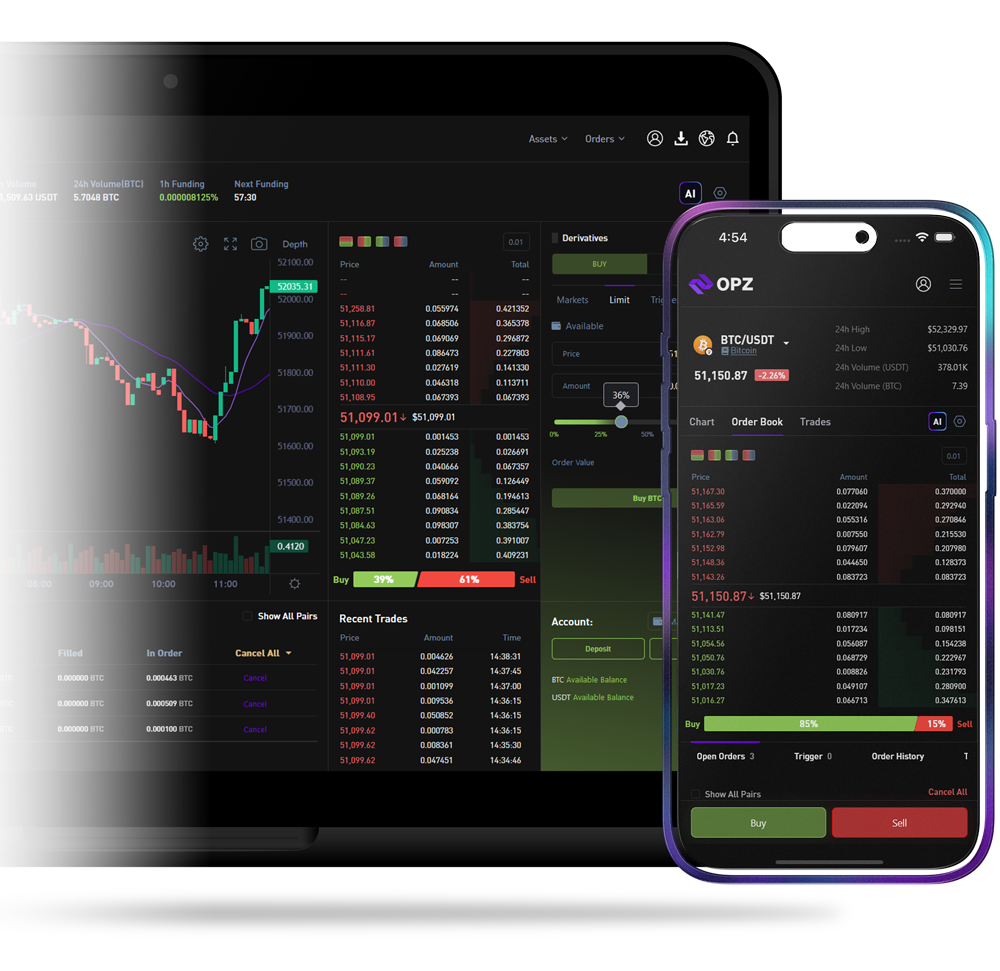 Assets Orders
24h Volume(BTC) 1h Funding Next Funding
,509.63 USDT 5.7048 BTC 0.000008125% 57:30
AI
Depth
52100.00
52035.31
52000.00
51900.00
51800.00
51700.00
51600.00
51500.00
51400.00
0.4120
08:00 09:00 10:00 11:00
Show All Pairs
Filled In Order Cancel All
0.000000 BTC 0.000463 BTC Cancel
0.000000 BTC 0.000509 BTC Cancel
0.000000 BTC 0.000100 BTC Cancel
0.01
Price Amount Total
-- -- --
-- -- --
51,258.81 0.055974 0.421352
51,116.87 0.068506 0.365378
51,115.17 0.069069 0.296872
51,111.61 0.086473 0.227803
51,111.30 0.027619 0.141330
51,110.00 0.046318 0.113711
51,108.95 0.067393 0.067393
51,099.01↓ $51,099.01
51,099.01 0.001453 0.001453
51,093.19 0.025238 0.026691
51,090.23 0.040666 0.067357
51,089.37 0.059092 0.126449
51,089.26 0.068164 0.194613
51,087.51 0.090834 0.285447
51,084.63 0.098307 0.383754
51,047.23 0.007253 0.391007
51,043.58 0.018224 0.409231
Buy 39% 61% Sell
Recent Trades
Price Amount Time
51,099.01 0.004626 14:38:31
51,099.01 0.042257 14:37:45
51,099.01 0.001099 14:37:00
51,099.01 0.009536 14:36:15
51,099.40 0.050852 14:36:15
51,099.62 0.000783 14:36:15
51,099.62 0.008361 14:35:30
51,099.62 0.047451 14:34:46
Derivatives
BUY
Markets Limit Trigger
Available
Price
Amount
36%
0% 25% 50%
Order Value
Buy BTC
Account:
Deposit
BTC Available Balance
USDT Available Balance
4:54
OPZ
BTC/USDT
Bitcoin
51,150.87 -2.26%
24h High $52,329.97
24h Low $51,030.76
24h Volume (USDT) 378.01K
24h Volume (BTC) 7.39
Chart Order Book Trades AI
0.01
Price Amount Total
51,167.30 0.077060 0.370000
51,165.59 0.022094 0.292940
51,163.06 0.055316 0.270846
51,162.79 0.007550 0.215530
51,152.98 0.079607 0.207980
51,148.36 0.044650 0.128373
51,143.26 0.083723 0.083723
51,150.87↓ $51,150.87
51,141.47 0.080917 0.080917
51,113.51 0.017234 0.098151
51,054.56 0.056087 0.154238
51,050.76 0.068729 0.222967
51,030.76 0.008826 0.231793
51,017.23 0.049107 0.280900
51,016.27 0.066713 0.347613
Buy 85% 15% Sell
Open Orders 3 Trigger 0 Order History T
Show All Pairs Cancel All
Buy Sell